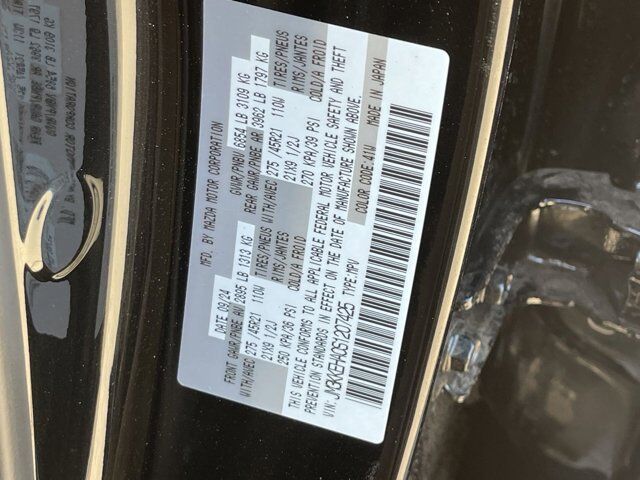 MFD. BY MAZDA MOTOR CORPORATION
DATE 09/24 GVWR/PNBV 6854 LB 3109 KG
FRONT GAWR/PNBE AV 2895 LB 1313 KG REAR GAWR/PNBE AR 3962 LB 1797 KG
275 /45R21 110W TIRES/PNEUS WITH/AVEC 275 /45R21 110W TIRES/PNEUS
21X9 1/2J RIMS/JANTES 21X9 1/2J RIMS/JANTES
250 KPA/36 PSI COLD/A FROID 270 KPA/39 PSI COLD/A FROID
THIS VEHICLE CONFORMS TO ALL APPLICABLE FEDERAL MOTOR VEHICLE SAFETY AND THEFT
PREVENTION STANDARDS IN EFFECT ON THE DATE OF MANUFACTURE SHOWN ABOVE.
VIN: JM3KKEHA0S1207425 TYPE: MPV COLOR CODE: 41W MADE IN JAPAN